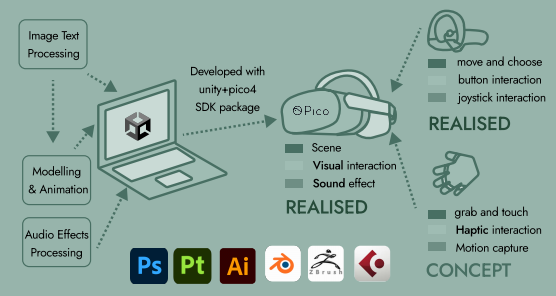 Image Text
Processing
Modelling
& Animation
Audio Effects
Processing
Developed with
unity+pico4
SDK package
Pico
Scene
Visual interaction
Sound effect
REALISED
move and choose
button interaction
joystick interaction
REALISED
grab and touch
Haptic interaction
Motion capture
CONCEPT
Ps
Pt
Ai
ZBrush